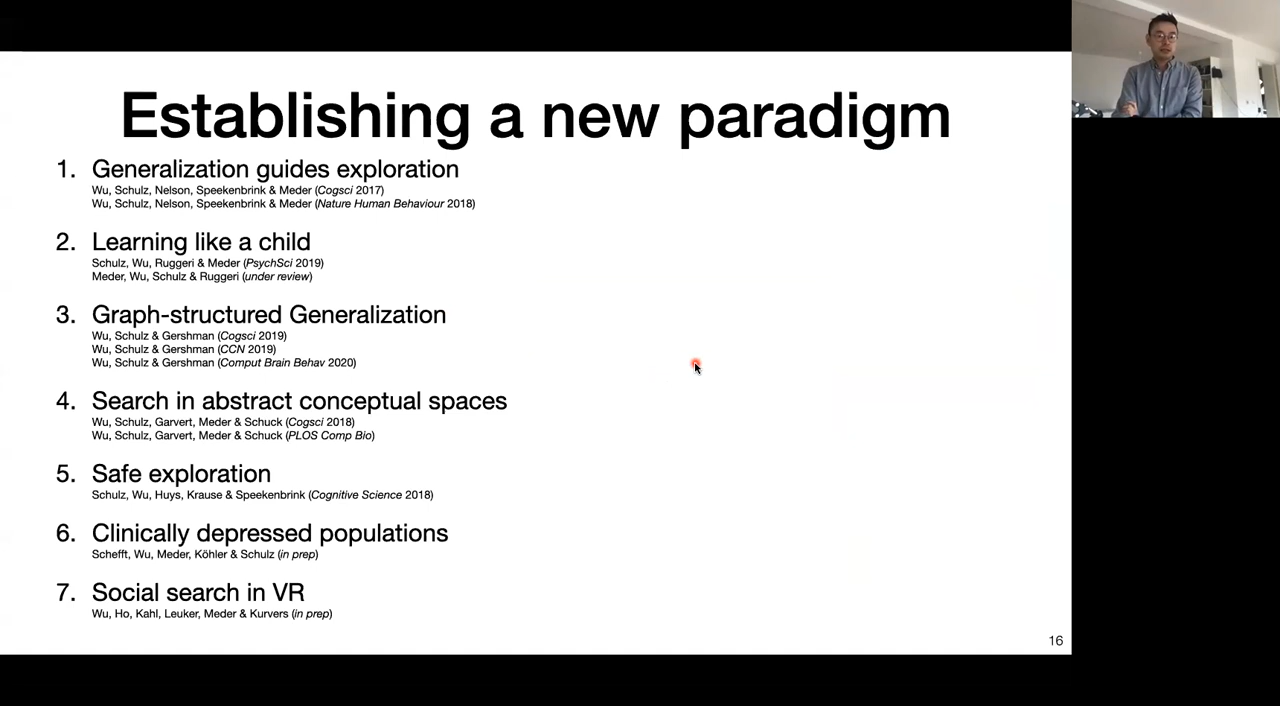 Establishing a new paradigm
1. Generalization guides exploration
Wu, Schulz, Nelson, Speekenbrink & Meder (Cogsci 2017)
Wu, Schulz, Nelson, Speekenbrink & Meder (Nature Human Behaviour 2018)
2. Learning like a child
Schulz, Wu, Ruggeri & Meder (PsychSci 2019)
Meder, Wu, Schulz & Ruggeri (under review)
3. Graph-structured Generalization
Wu, Schulz & Gershman (Cogsci 2019)
Wu, Schulz & Gershman (CCN 2019)
Wu, Schulz & Gershman (Comput Brain Behav 2020)
4. Search in abstract conceptual spaces
Wu, Schulz, Garvert, Meder & Schuck (Cogsci 2018)
Wu, Schulz, Garvert, Meder & Schuck (PLOS Comp Bio)
5. Safe exploration
Schulz, Wu, Huys, Krause & Speekenbrink (Cognitive Science 2018)
6. Clinically depressed populations
Schefft, Wu, Meder, Köhler & Schulz (in prep)
7. Social search in VR
Wu, Ho, Kahl, Leuker, Meder & Kurvers (in prep)
16